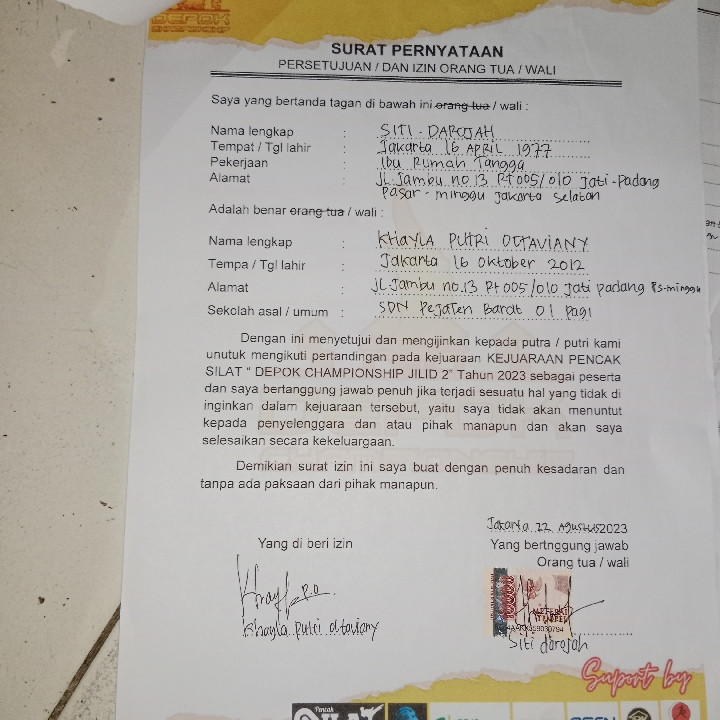 DEPOK
CHAMPIONSHIP
SURAT PERNYATAAN
PERSETUJUAN / DAN IZIN ORANG TUA / WALI
Saya yang bertanda tagan di bawah ini orang tua / wali :
Nama lengkap : SITI - DAROJAH
Tempat / Tgl lahir : Jakarta 16 APRIL 1977
Pekerjaan : Ibu Rumah Tangga
Alamat : JL.Jambu no.13 Rt 005/010 Jati-Padang
Pasar-minggu Jakarta Selatan
Adalah benar orang tua / wali :
Nama lengkap : KHAYLA PUTRI OCTAVIANY
Tempa / Tgl lahir : Jakarta 16 Oktober 2012
Alamat : JL.Jambu no.13 Rt 005/010 Jati padang Ps-minggu
Sekolah asal / umum : SDN Pejaten Barat 01 Pagi
Dengan ini menyetujui dan mengijinkan kepada putra / putri kami
unutuk mengikuti pertandingan pada kejuaraan KEJUARAAN PENCAK
SILAT “ DEPOK CHAMPIONSHIP JILID 2” Tahun 2023 sebagai peserta
dan saya bertanggung jawab penuh jika terjadi sesuatu hal yang tidak di
inginkan dalam kejuaraan tersebut, yaitu saya tidak akan menuntut
kepada penyelenggara dan atau pihak manapun dan akan saya
selesaikan secara kekeluargaan.
Demikian surat izin ini saya buat dengan penuh kesadaran dan
tanpa ada paksaan dari pihak manapun.
Jakarta 22 Agustus 2023
Yang di beri izin
Yang bertnggung jawab
Orang tua / wali
10000
METERAI
TEMPEL
Khayla Putri Octaviany
Siti darojah
Suport by
Pencak
SILAT